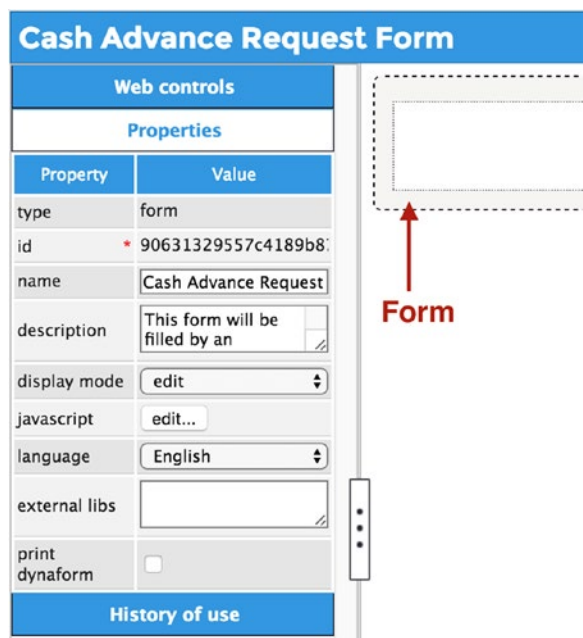 Cash Advance Request Form
Web controls
Properties
Property Value
type form
id * 90631329557c4189b8
name Cash Advance Request
description This form will be
filled by an
display mode edit
javascript edit...
language English
external libs
print
dynaform
History of use
Form